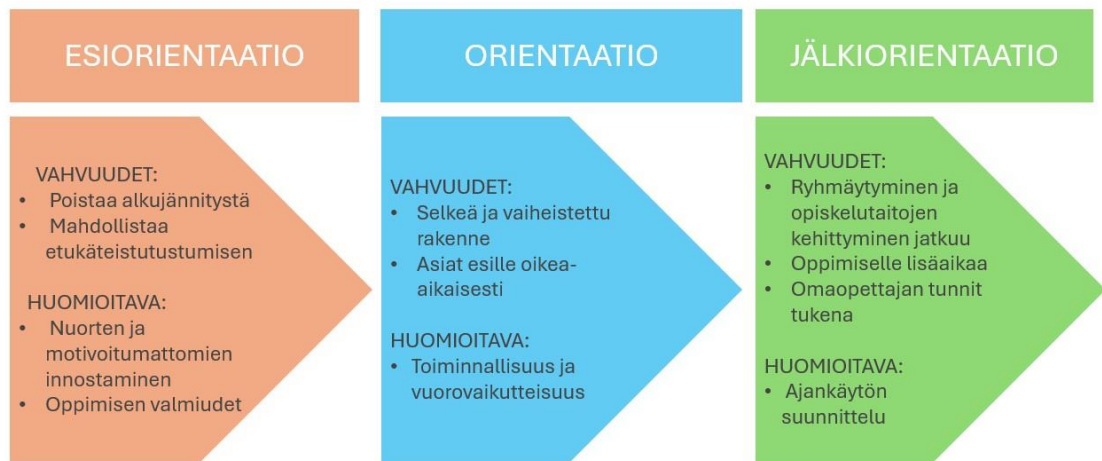 ESIORIENTAATIO
VAHVUUDET:
• Poistaa alkujännitystä
• Mahdollistaa
etukäteistutustumisen
HUOMIOITAVA:
• Nuorten ja
motivoitumattomien
innostaminen
• Oppimisen valmiudet
ORIENTAATIO
VAHVUUDET:
• Selkeä ja vaiheistettu
rakenne
• Asiat esille oikea-
aikaisesti
HUOMIOITAVA:
• Toiminnallisuus ja
vuorovaikutteisuus
JÄLKIORIENTAATIO
VAHVUUDET:
• Ryhmäytyminen ja
opiskelutaitojen
kehittyminen jatkuu
• Oppimiselle lisäaikaa
• Omaopettajan tunnit
tukena
HUOMIOITAVA:
• Ajankäytön
suunnittelu